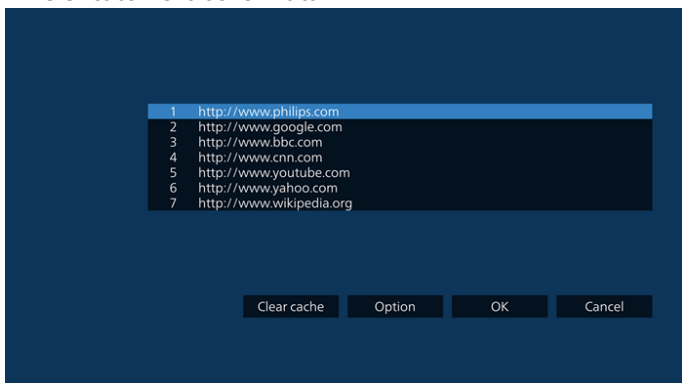 1 http://www.philips.com
2 http://www.google.com
3 http://www.bbc.com
4 http://www.cnn.com
5 http://www.youtube.com
6 http://www.yahoo.com
7 http://www.wikipedia.org
Clear cache Option OK Cancel